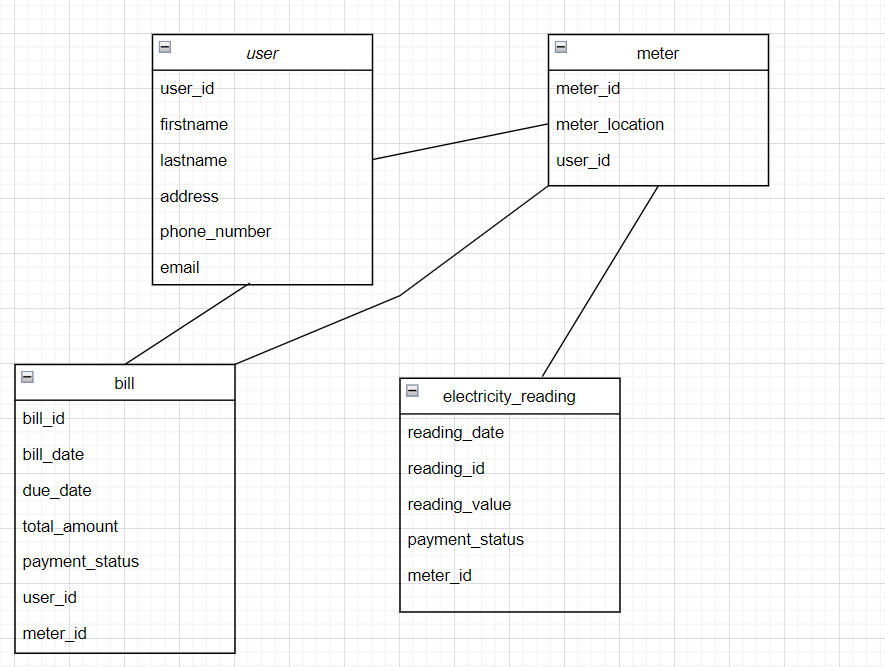 user
user_id
firstname
lastname
address
phone_number
email
meter
meter_id
meter_location
user_id
bill
bill_id
bill_date
due_date
total_amount
payment_status
user_id
meter_id
electricity_reading
reading_date
reading_id
reading_value
payment_status
meter_id